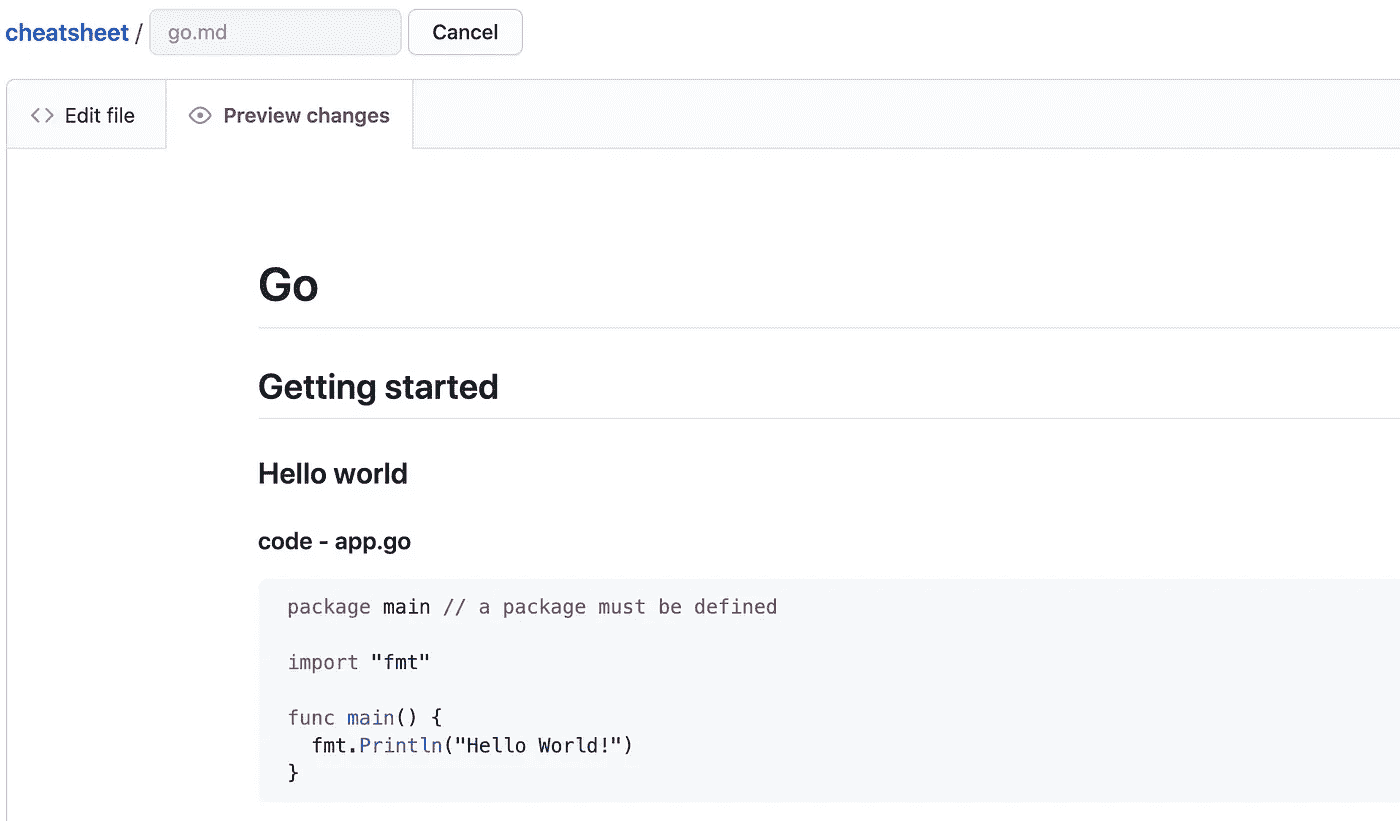 cheatsheet / go.md Cancel
<> Edit file Preview changes
Go
Getting started
Hello world
code - app.go
package main // a package must be defined
import "fmt"
func main() {
  fmt.Println("Hello World!")
}